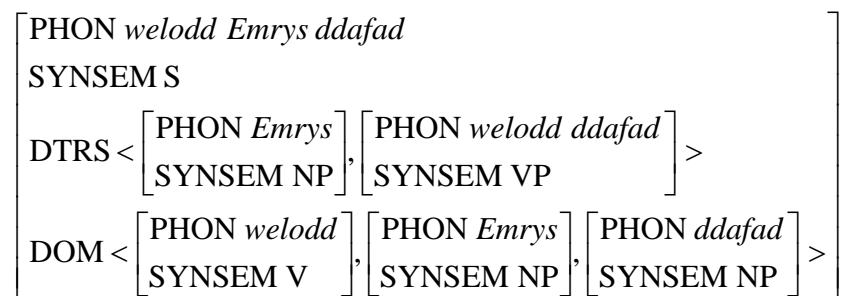 PHON welodd Emrys ddafad
SYNSEM S
DTRS < [PHON Emrys SYNSEM NP], [PHON welodd ddafad SYNSEM VP] >
DOM < [PHON welodd SYNSEM V], [PHON Emrys SYNSEM NP], [PHON ddafad SYNSEM NP] >